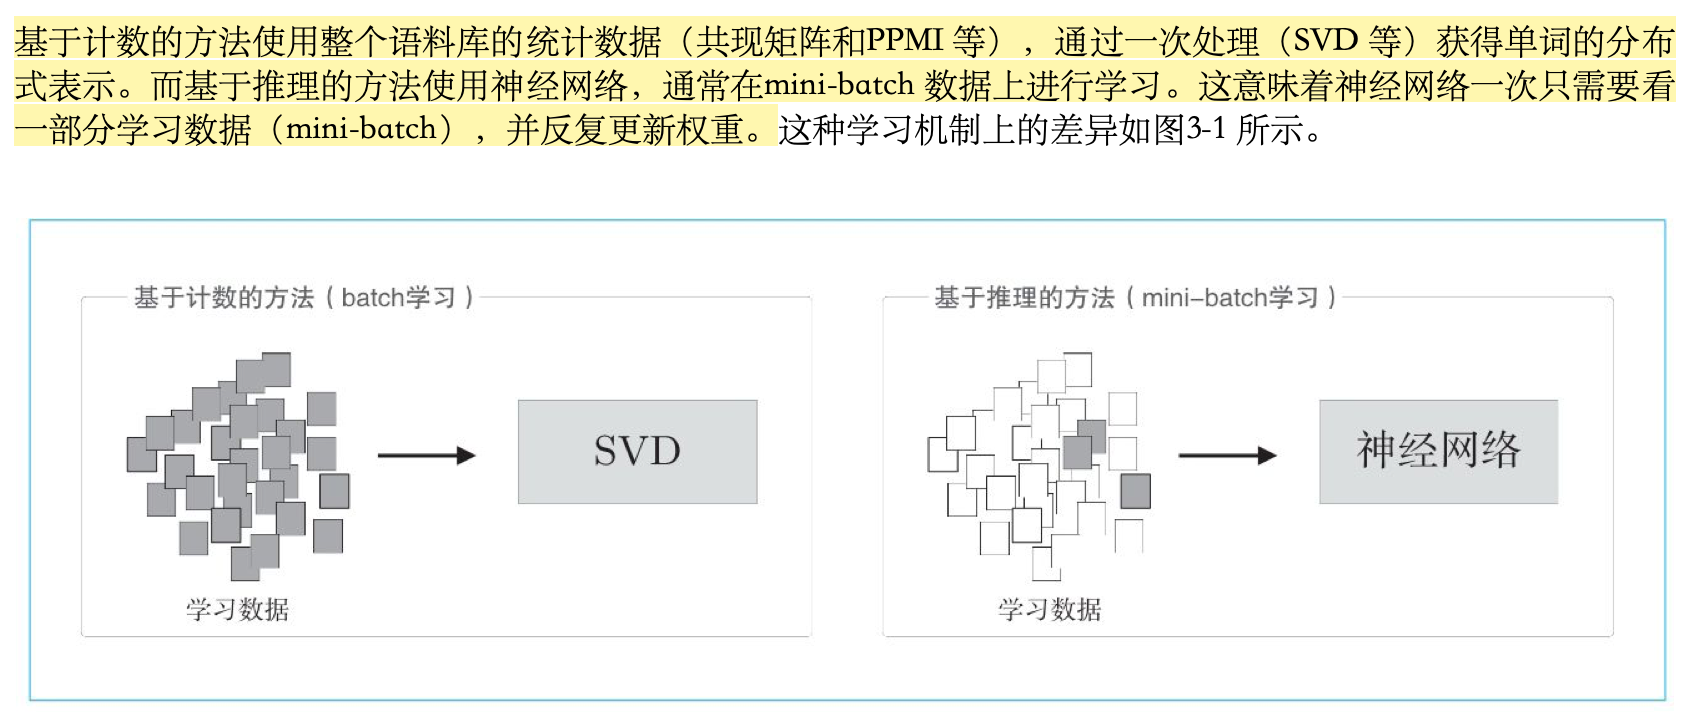 基于计数的方法使用整个语料库的统计数据（共现矩阵和PPMI 等），通过一次处理（SVD 等）获得单词的分布
式表示。而基于推理的方法使用神经网络，通常在mini-batch 数据上进行学习。这意味着神经网络一次只需要看
一部分学习数据（mini-batch），并反复更新权重。这种学习机制上的差异如图3-1 所示。
基于计数的方法（batch学习）
SVD
学习数据
基于推理的方法（mini-batch学习）
神经网络
学习数据